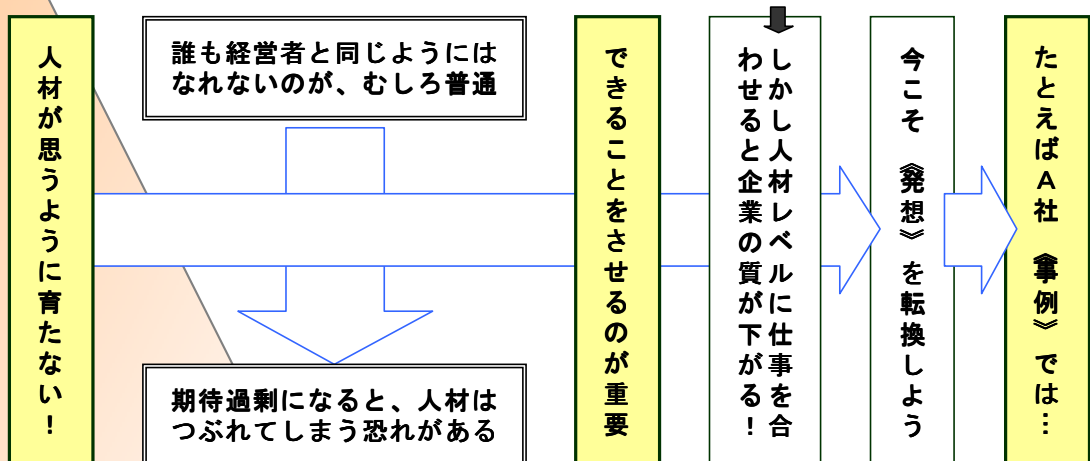 人材が思うように育たない！
誰も経営者と同じようには
なれないのが、むしろ普通
期待過剰になると、人材は
つぶれてしまう恐れがある
できることをさせるのが重要
しかし人材レベルに仕事を合
わせると企業の質が下がる！
今こそ《発想》を転換しよう
たとえばＡ社《事例》では…